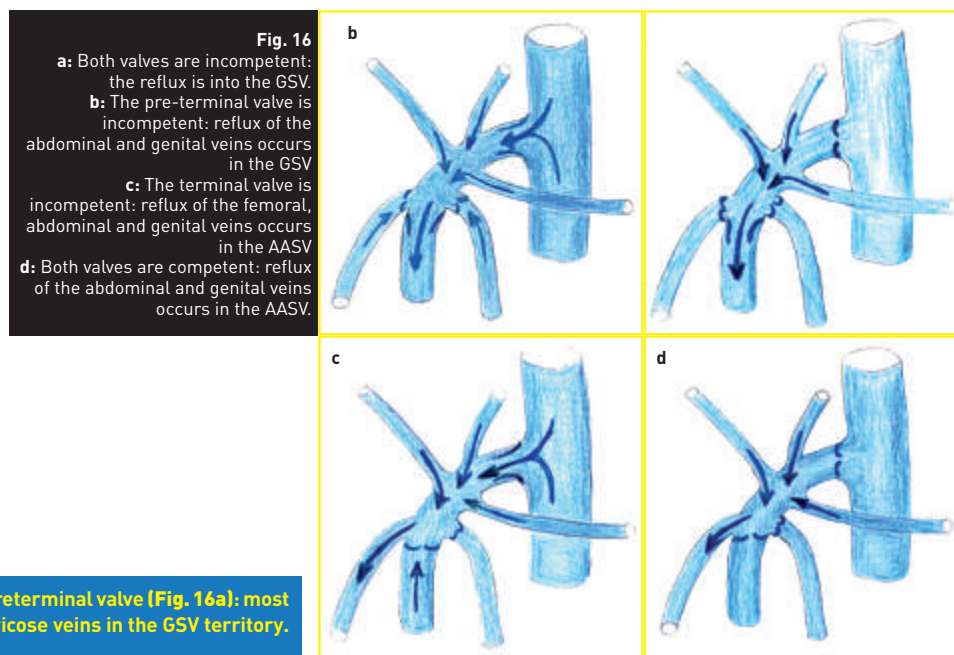 Fig. 16
a: Both valves are incompetent:
the reflux is into the GSV.
b: The pre-terminal valve is
incompetent: reflux of the
abdominal and genital veins occurs
in the GSV
c: The terminal valve is
incompetent: reflux of the femoral,
abdominal and genital veins occurs
in the AASV
d: Both valves are competent: reflux
of the abdominal and genital veins
occurs in the AASV.
b
c
d
reterminal valve (Fig. 16a): most
icose veins in the GSV territory.